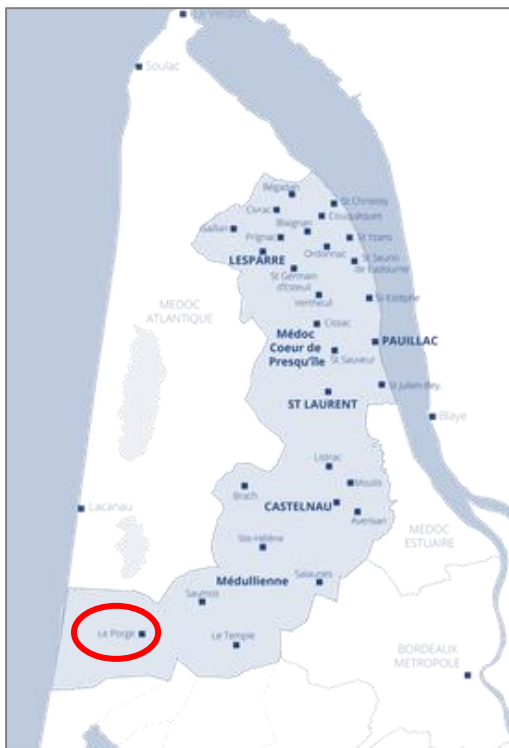 Le Verdon
Soulac
Bégadan
St Christoly
Civrac
Couquèques
Blaignan
Gaillan
Prignac
St Yzans
Ordonnac
LESPARRE
St Seurin
de Cadourne
St Germain
d'Esteuil
Vertheuil
St Estèphe
MEDOC
ATLANTIQUE
Cissac
Médoc
Coeur de
Presqu'île
PAUILLAC
St Sauveur
St Julien-Bey.
ST LAURENT
Blaye
Listrac
Brach
Moulis
Lacanau
CASTELNAU
Avensan
MEDOC
ESTUAIRE
Ste-Hélène
Médullienne
Salaunes
Saumos
Le Porge
Le Temple
BORDEAUX
METROPOLE